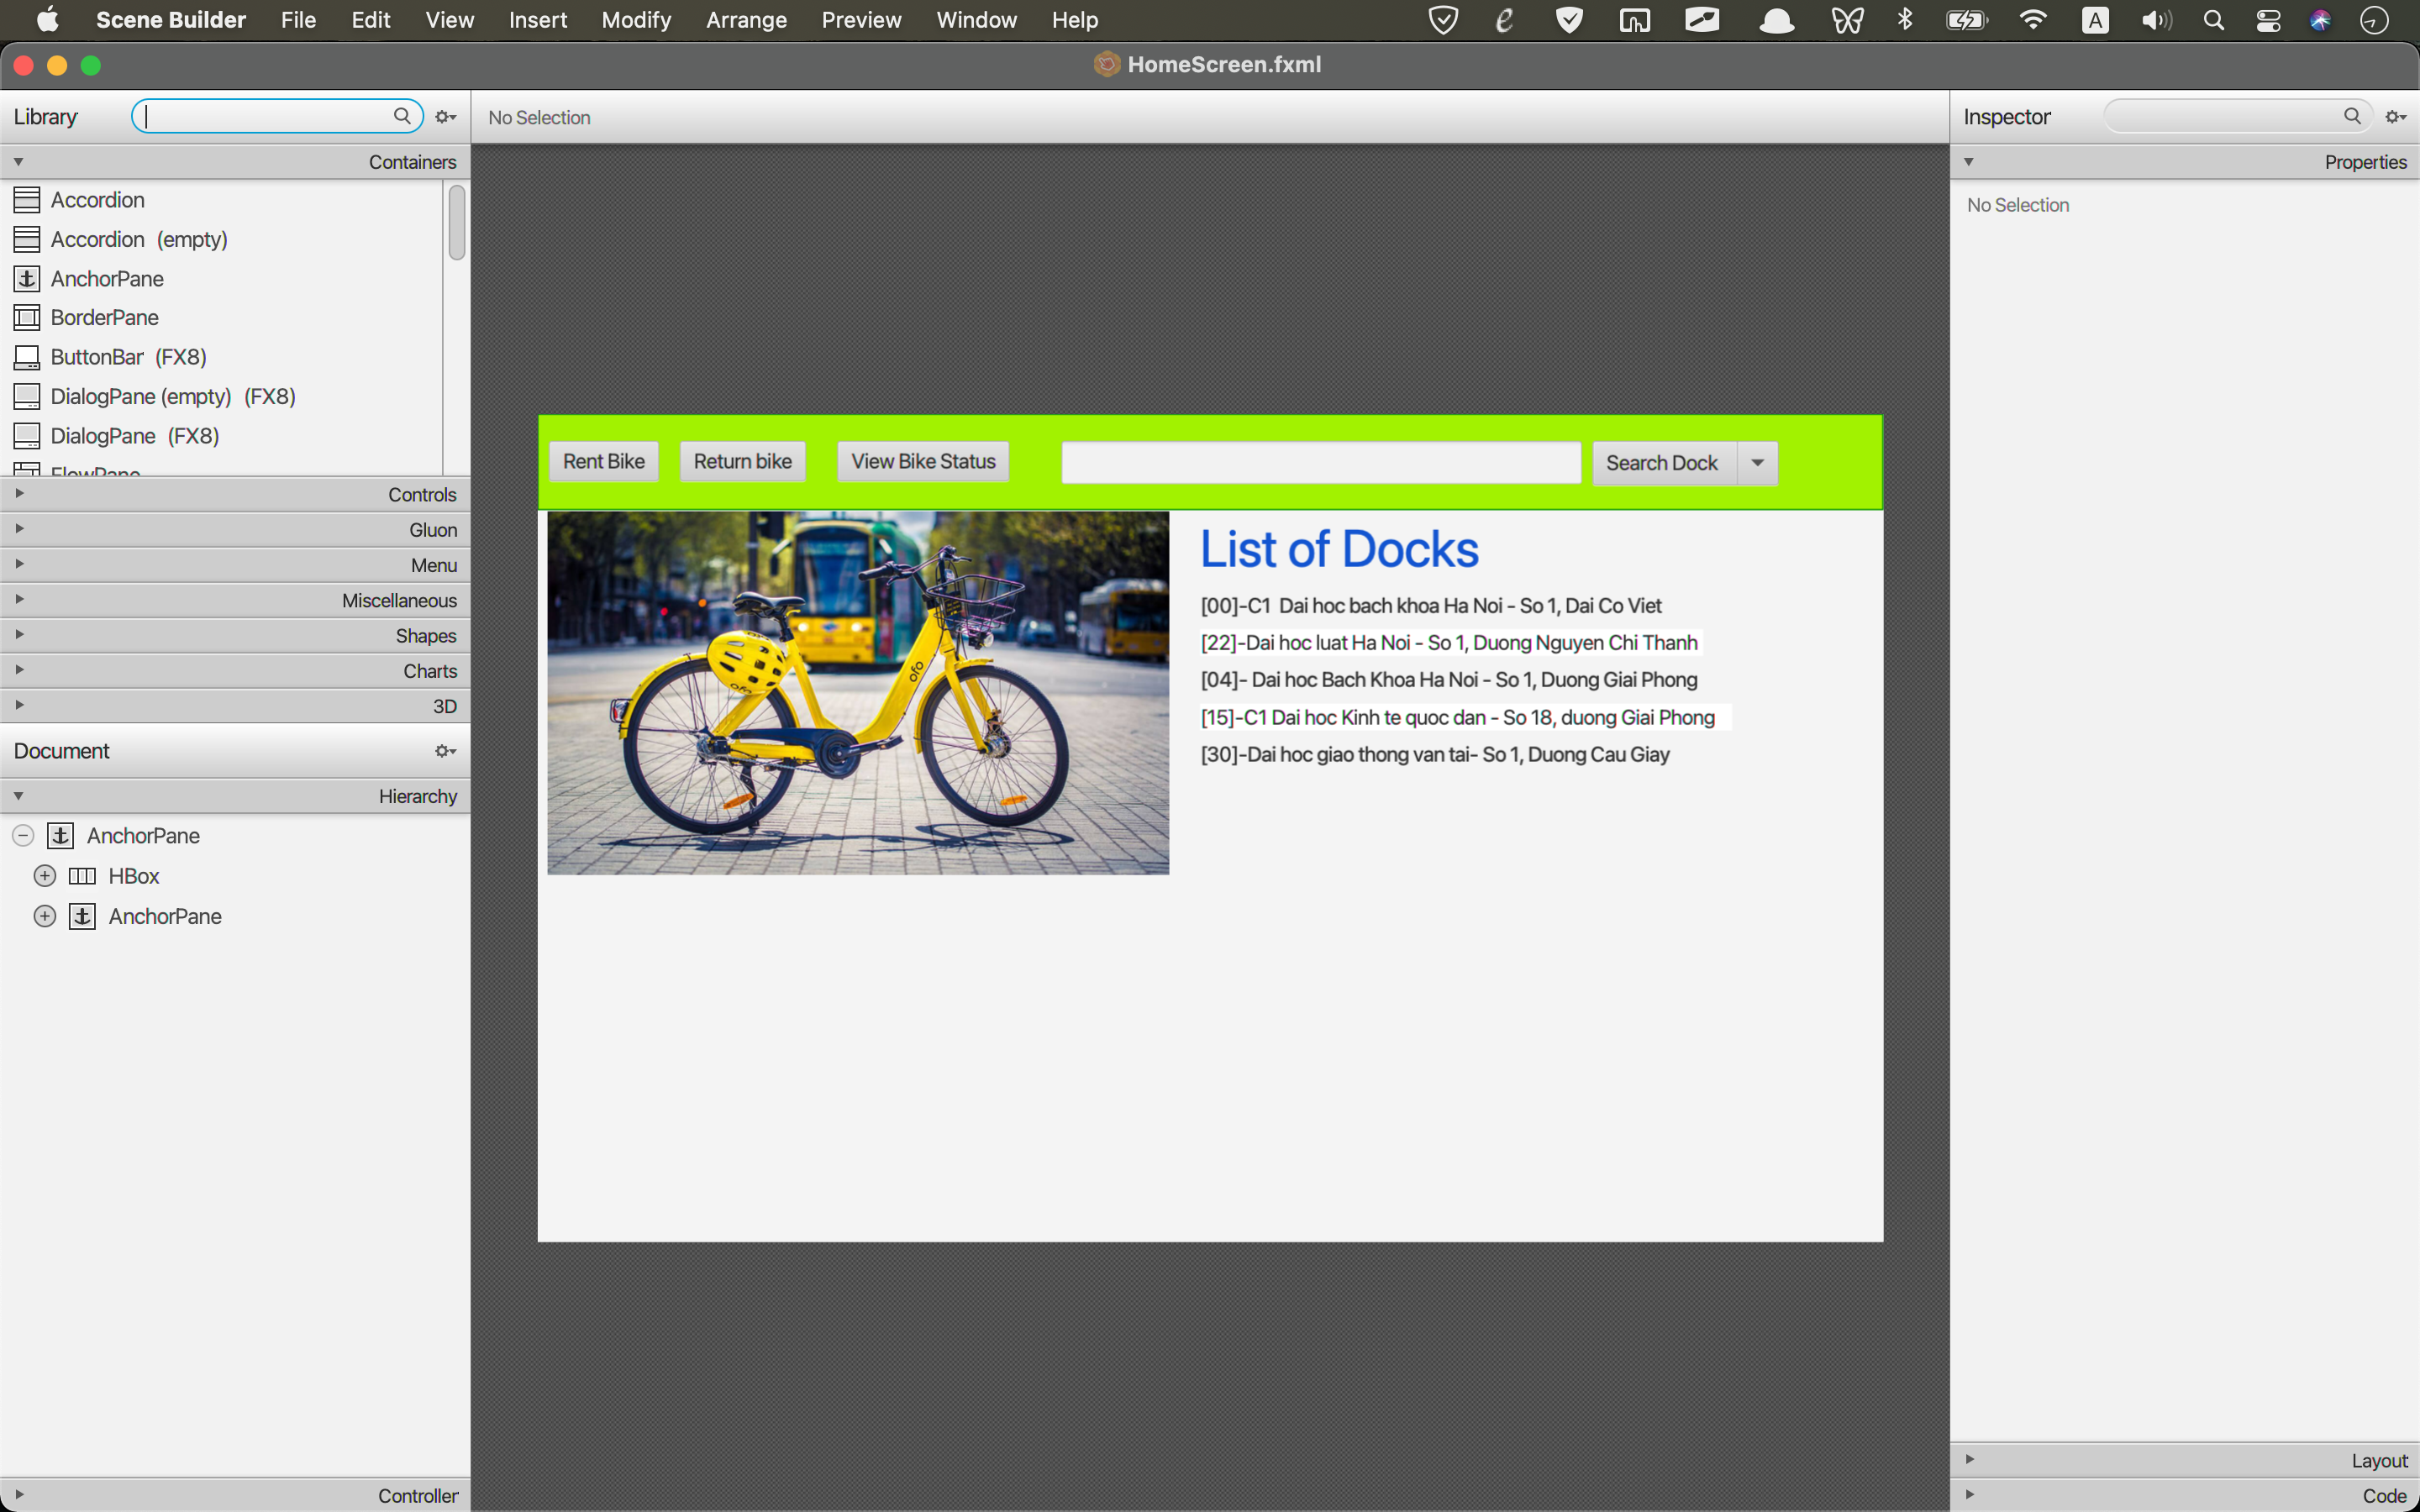 Scene Builder File Edit View Insert Modify Arrange Preview Window Help
A
HomeScreen.fxml
Library
No Selection
Inspector
Containers
Properties
Accordion
Accordion (empty)
AnchorPane
BorderPane
ButtonBar (FX8)
DialogPane (empty) (FX8)
DialogPane (FX8)
FlowPane
Controls
Gluon
Menu
Miscellaneous
Shapes
Charts
3D
Document
Hierarchy
AnchorPane
HBox
AnchorPane
Controller
Rent Bike Return bike View Bike Status Search Dock
ofo
ofo
List of Docks
[00]-C1 Dai hoc bach khoa Ha Noi - So 1, Dai Co Viet
[22]-Dai hoc luat Ha Noi - So 1, Duong Nguyen Chi Thanh
[04]- Dai hoc Bach Khoa Ha Noi - So 1, Duong Giai Phong
[15]-C1 Dai hoc Kinh te quoc dan - So 18, duong Giai Phong
[30]-Dai hoc giao thong van tai- So 1, Duong Cau Giay
No Selection
Layout
Code